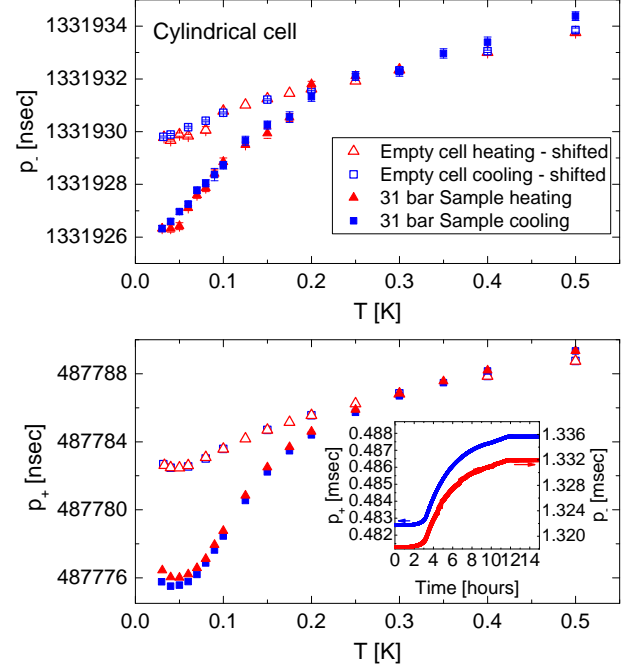 Cylindrical cell
1331934
1331932
1331930
1331928
1331926
p- [nsec]
Empty cell heating - shifted
Empty cell cooling - shifted
31 bar Sample heating
31 bar Sample cooling
0.0 0.1 0.2 0.3 0.4 0.5
T [K]
487788
487784
487780
487776
p+ [nsec]
0.488
0.486
0.485
0.483
0.482
p+ [msec]
1.336
1.332
1.328
1.324
1.320
p- [msec]
0 2 4 6 8 10 12 14
Time [hours]
0.0 0.1 0.2 0.3 0.4 0.5
T [K]